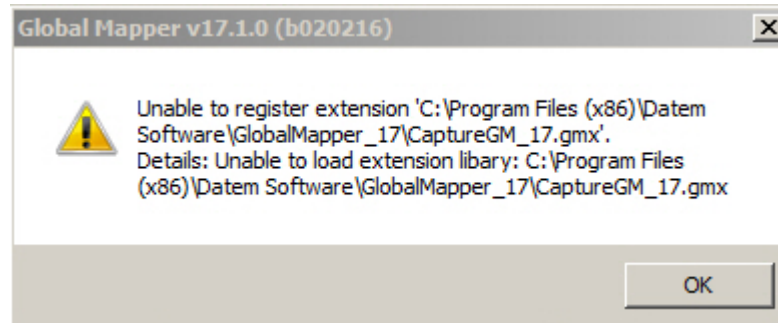 Global Mapper v17.1.0 (b020216)
Unable to register extension 'C:\Program Files (x86)\Datem
Software\GlobalMapper_17\CaptureGM_17.gmx'.
Details: Unable to load extension libary: C:\Program Files
(x86)\Datem Software\GlobalMapper_17\CaptureGM_17.gmx
OK